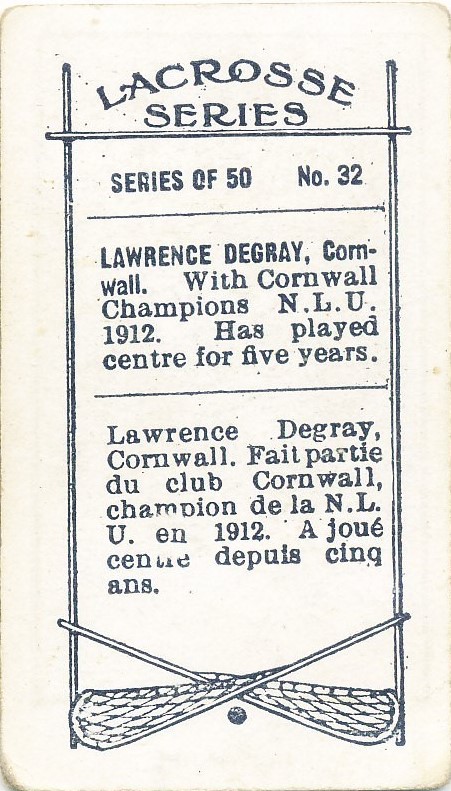 LACROSSE
SERIES
SERIES OF 50 No. 32
LAWRENCE DEGRAY, Corn-
wall. With Cornwall
Champions N.L.U.
1912. Has played
centre for five years.
Lawrence Degray,
Cornwall. Fait partie
du club Cornwall,
champion de la N.L.
U. en 1912. A joué
centre depuis cinq
ans.